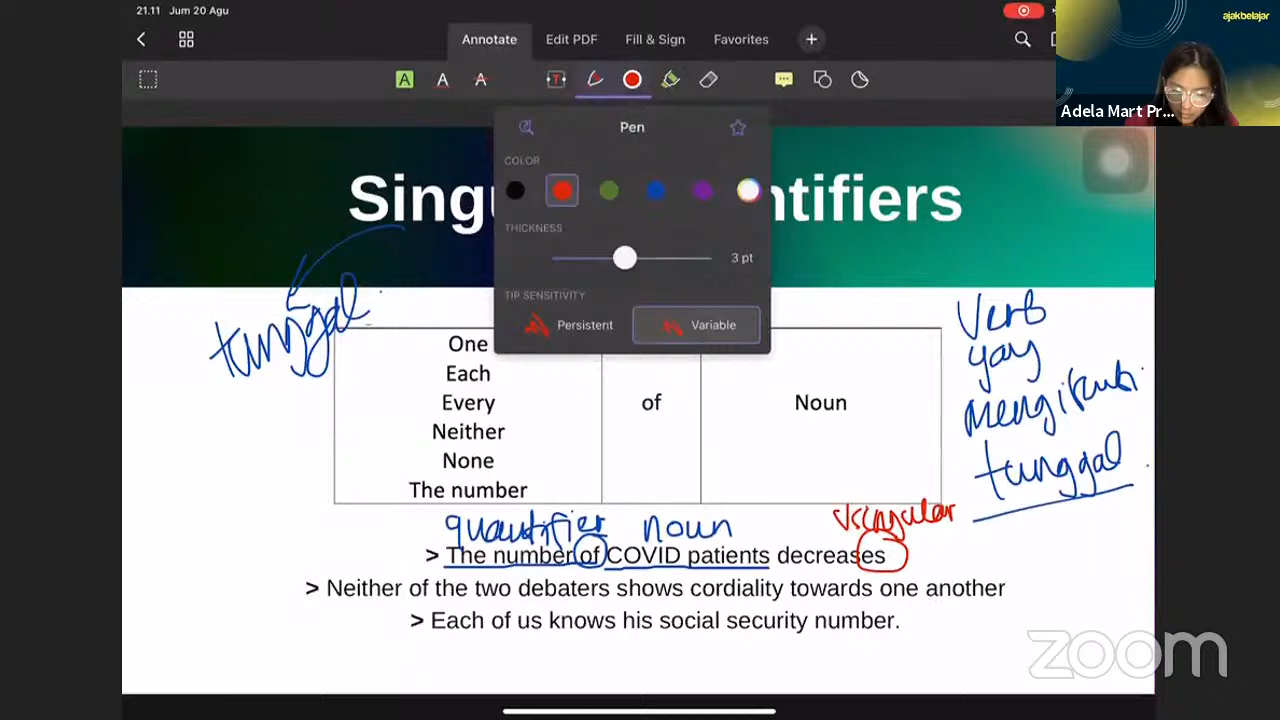 21.11 Jum 20 Agu
Annotate Edit PDF Fill & Sign Favorites
ajakbelajar
Adela Mart Pr...
A A A T
Pen
COLOR
THICKNESS
3 pt
TIP SENSITIVITY
Persistent Variable
Singu ntifiers
tunggal
One
Each
Every
Neither
None
The number
of
Noun
verb
yang
mengikuti
tunggal
quantifier noun
v singular
> The number of COVID patients decreases
> Neither of the two debaters shows cordiality towards one another
> Each of us knows his social security number.
zoom